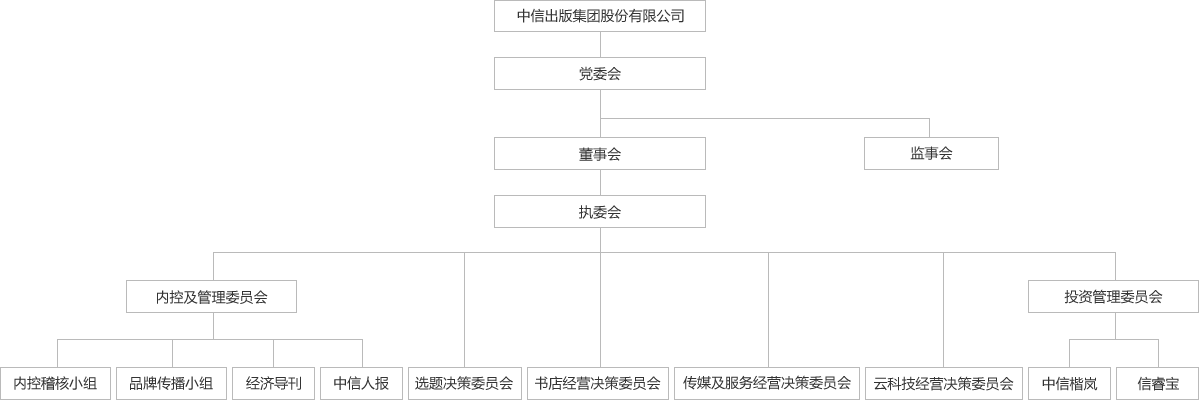 中信出版集团股份有限公司
党委会
董事会
监事会
执委会
内控及管理委员会
投资管理委员会
内控稽核小组
品牌传播小组
经济导刊
中信人报
选题决策委员会
书店经营决策委员会
传媒及服务经营决策委员会
云科技经营决策委员会
中信楷岚
信睿宝